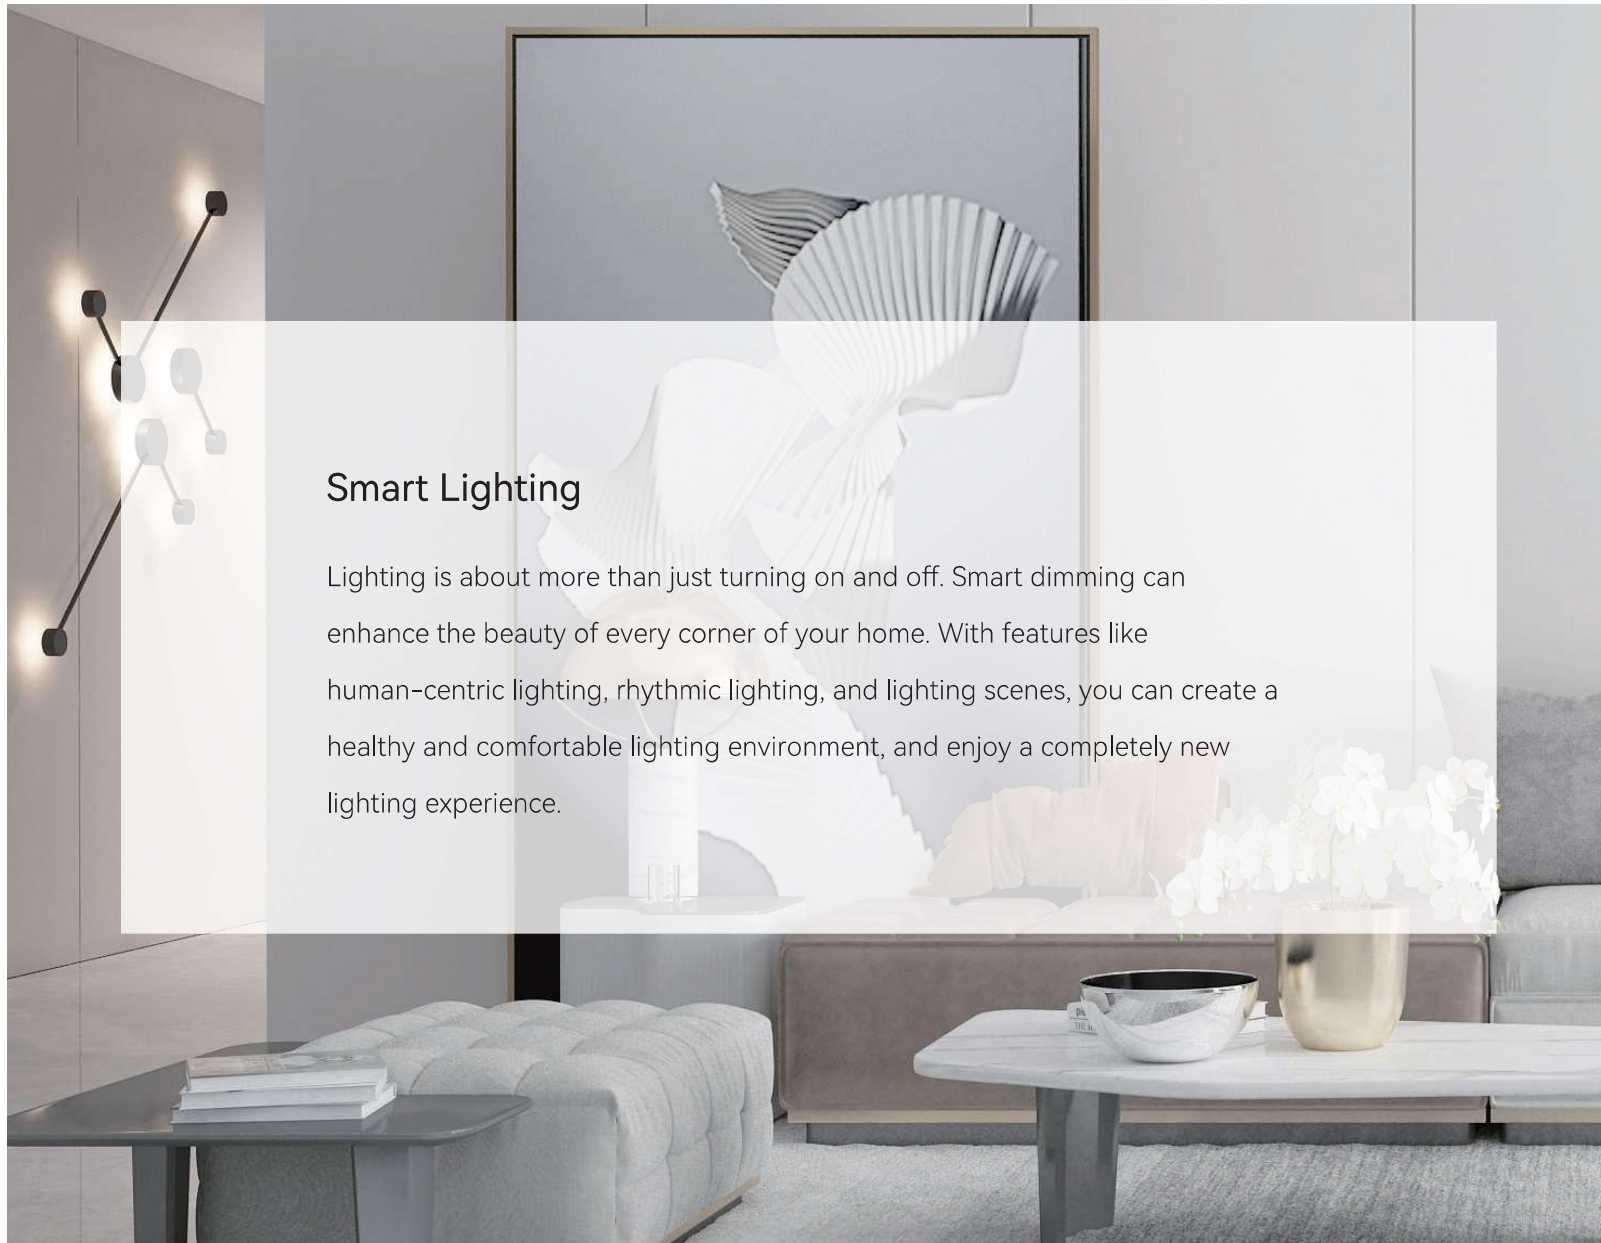 Smart Lighting
Lighting is about more than just turning on and off. Smart dimming can
enhance the beauty of every corner of your home. With features like
human-centric lighting, rhythmic lighting, and lighting scenes, you can create a
healthy and comfortable lighting environment, and enjoy a completely new
lighting experience.